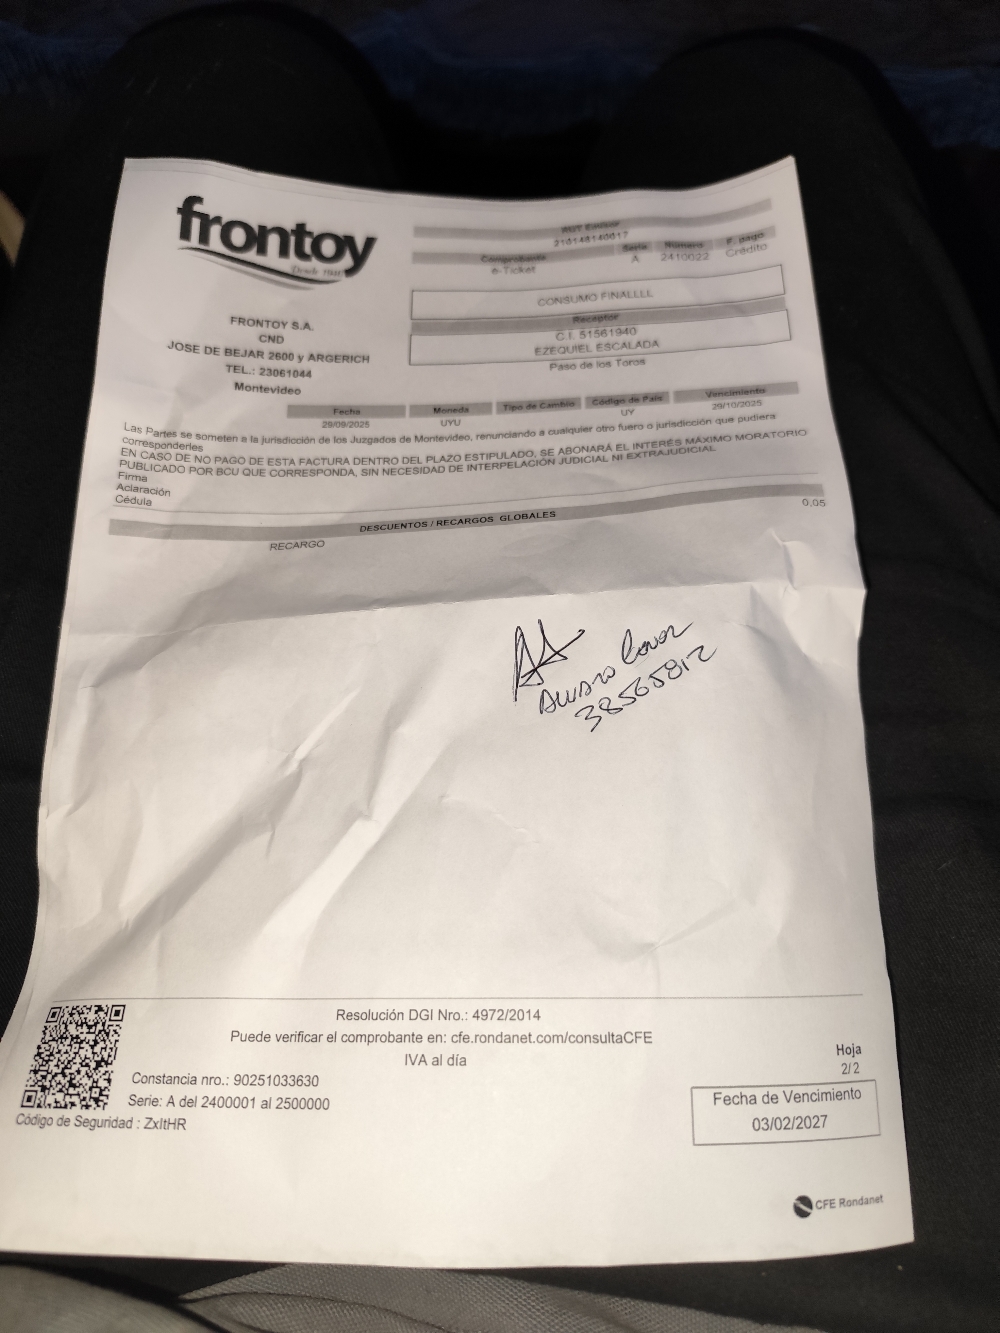 frontoy
Desde 1931
RUT Emisor
210148140017
Comprobante Serie Número F. pago
e-Ticket A 2410022 Crédito
CONSUMO FINALLLL
Receptor
C.I. 51561940
EZEQUIEL ESCALADA
Paso de los Toros
FRONTOY S.A.
CND
JOSE DE BEJAR 2600 y ARGERICH
TEL.: 23061044
Montevideo
Fecha Moneda Tipo de Cambio Código de País Vencimiento
29/09/2025 UYU UY 29/10/2025
Las Partes se someten a la jurisdicción de los Juzgados de Montevideo, renunciando a cualquier otro fuero o jurisdicción que pudiera
corresponderles
EN CASO DE NO PAGO DE ESTA FACTURA DENTRO DEL PLAZO ESTIPULADO, SE ABONARÁ EL INTERÉS MÁXIMO MORATORIO
PUBLICADO POR BCU QUE CORRESPONDA, SIN NECESIDAD DE INTERPELACIÓN JUDICIAL NI EXTRAJUDICIAL
Firma
Aclaración
Cédula
DESCUENTOS / RECARGOS GLOBALES
RECARGO 0,05
Alvaro
38565812
Resolución DGI Nro.: 4972/2014
Puede verificar el comprobante en: cfe.rondanet.com/consultaCFE
IVA al día
Constancia nro.: 90251033630
Serie: A del 2400001 al 2500000
Código de Seguridad : ZxltHR
Hoja
2/2
Fecha de Vencimiento
03/02/2027
CFE Rondanet